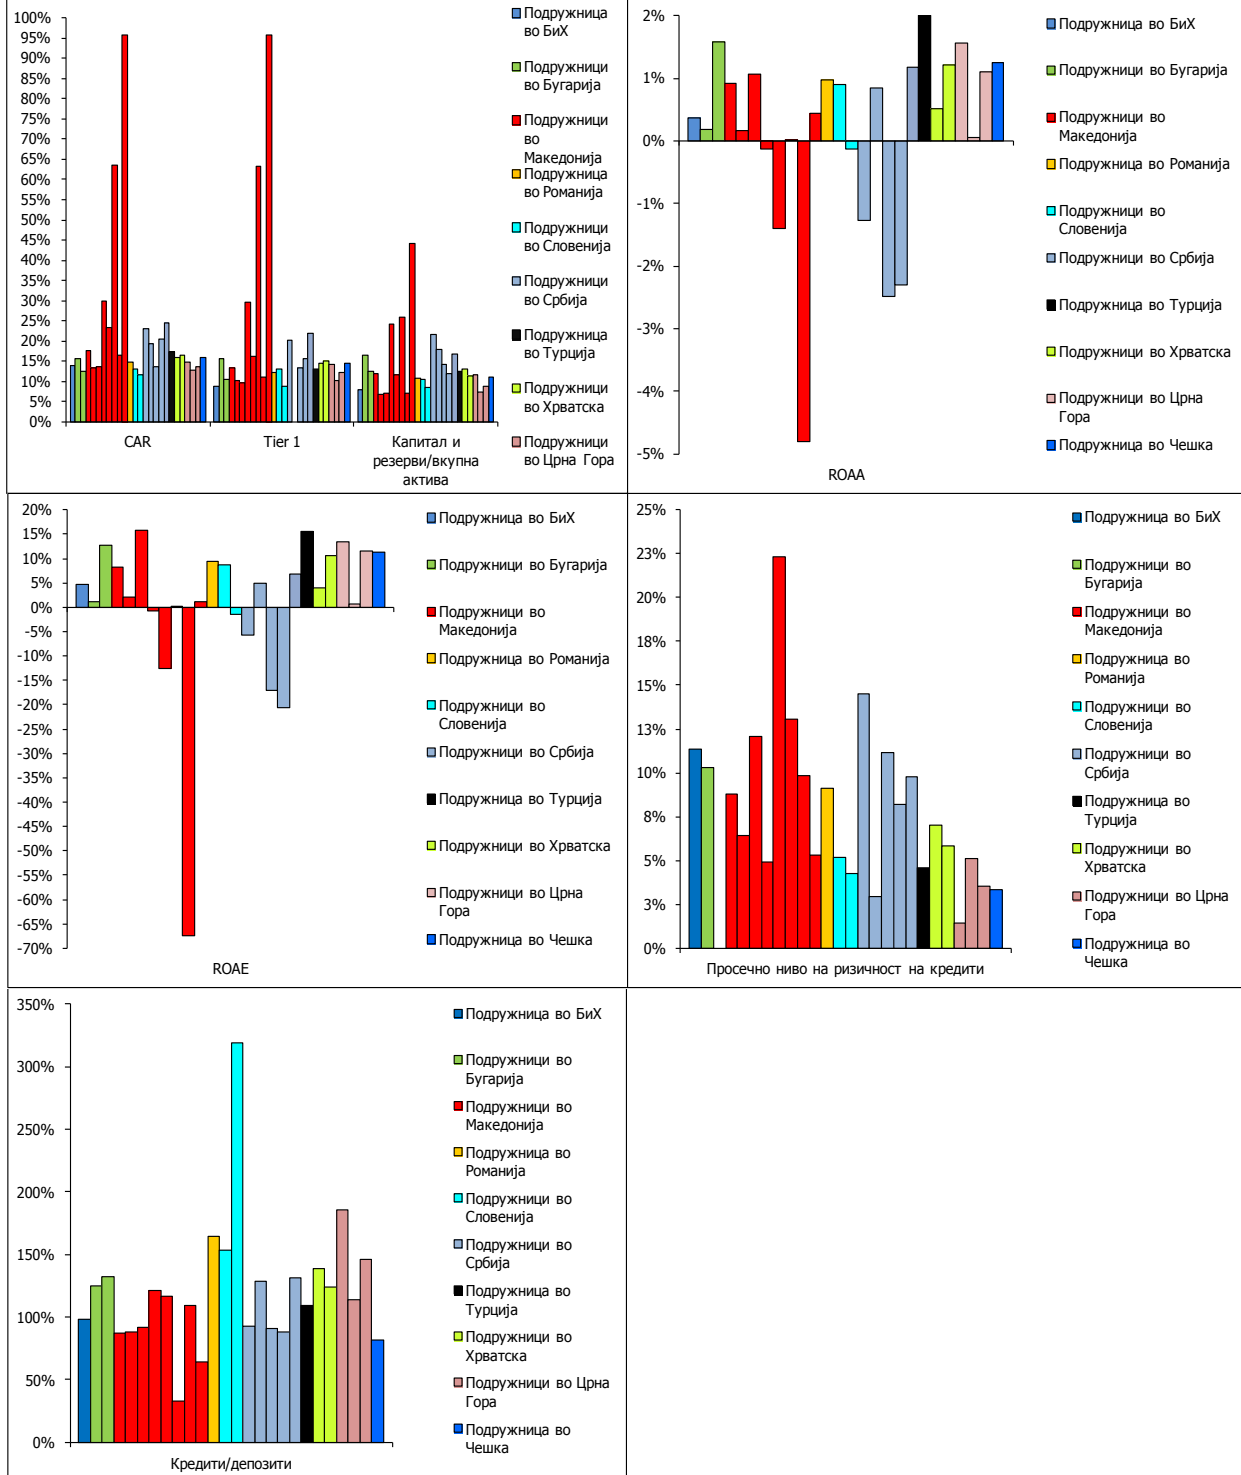 100%
95%
90%
85%
80%
75%
70%
65%
60%
55%
50%
45%
40%
35%
30%
25%
20%
15%
10%
5%
0%
CAR
Tier 1
Капитал и
резерви/вкупна
актива
Подружница
во БиХ
Подружници
во Бугарија
Подружници
во
Македонија
Подружница
во Романија
Подружници
во Словенија
Подружници
во Србија
Подружница
во Турција
Подружници
во Хрватска
Подружници
во Црна Гора
2%
1%
0%
-1%
-2%
-3%
-4%
-5%
ROAA
Подружница во БиХ
Подружници во Бугарија
Подружници во
Македонија
Подружница во Романија
Подружници во
Словенија
Подружници во Србија
Подружница во Турција
Подружници во Хрватска
Подружници во Црна
Гора
Подружница во Чешка
20%
15%
10%
5%
0%
-5%
-10%
-15%
-20%
-25%
-30%
-35%
-40%
-45%
-50%
-55%
-60%
-65%
-70%
ROAE
Подружница во БиХ
Подружници во Бугарија
Подружници во
Македонија
Подружница во Романија
Подружници во
Словенија
Подружници во Србија
Подружница во Турција
Подружници во Хрватска
Подружници во Црна
Гора
Подружница во Чешка
25%
23%
20%
18%
15%
13%
10%
8%
5%
3%
0%
Просечно ниво на ризичност на кредити
Подружница во БиХ
Подружници во
Бугарија
Подружници во
Македонија
Подружница во
Романија
Подружници во
Словенија
Подружници во
Србија
Подружница во
Турција
Подружници во
Хрватска
Подружници во Црна
Гора
Подружница во
Чешка
350%
300%
250%
200%
150%
100%
50%
0%
Кредити/депозити
Подружница во БиХ
Подружници во
Бугарија
Подружници во
Македонија
Подружница во
Романија
Подружници во
Словенија
Подружници во
Србија
Подружница во
Турција
Подружници во
Хрватска
Подружници во Црна
Гора
Подружница во
Чешка